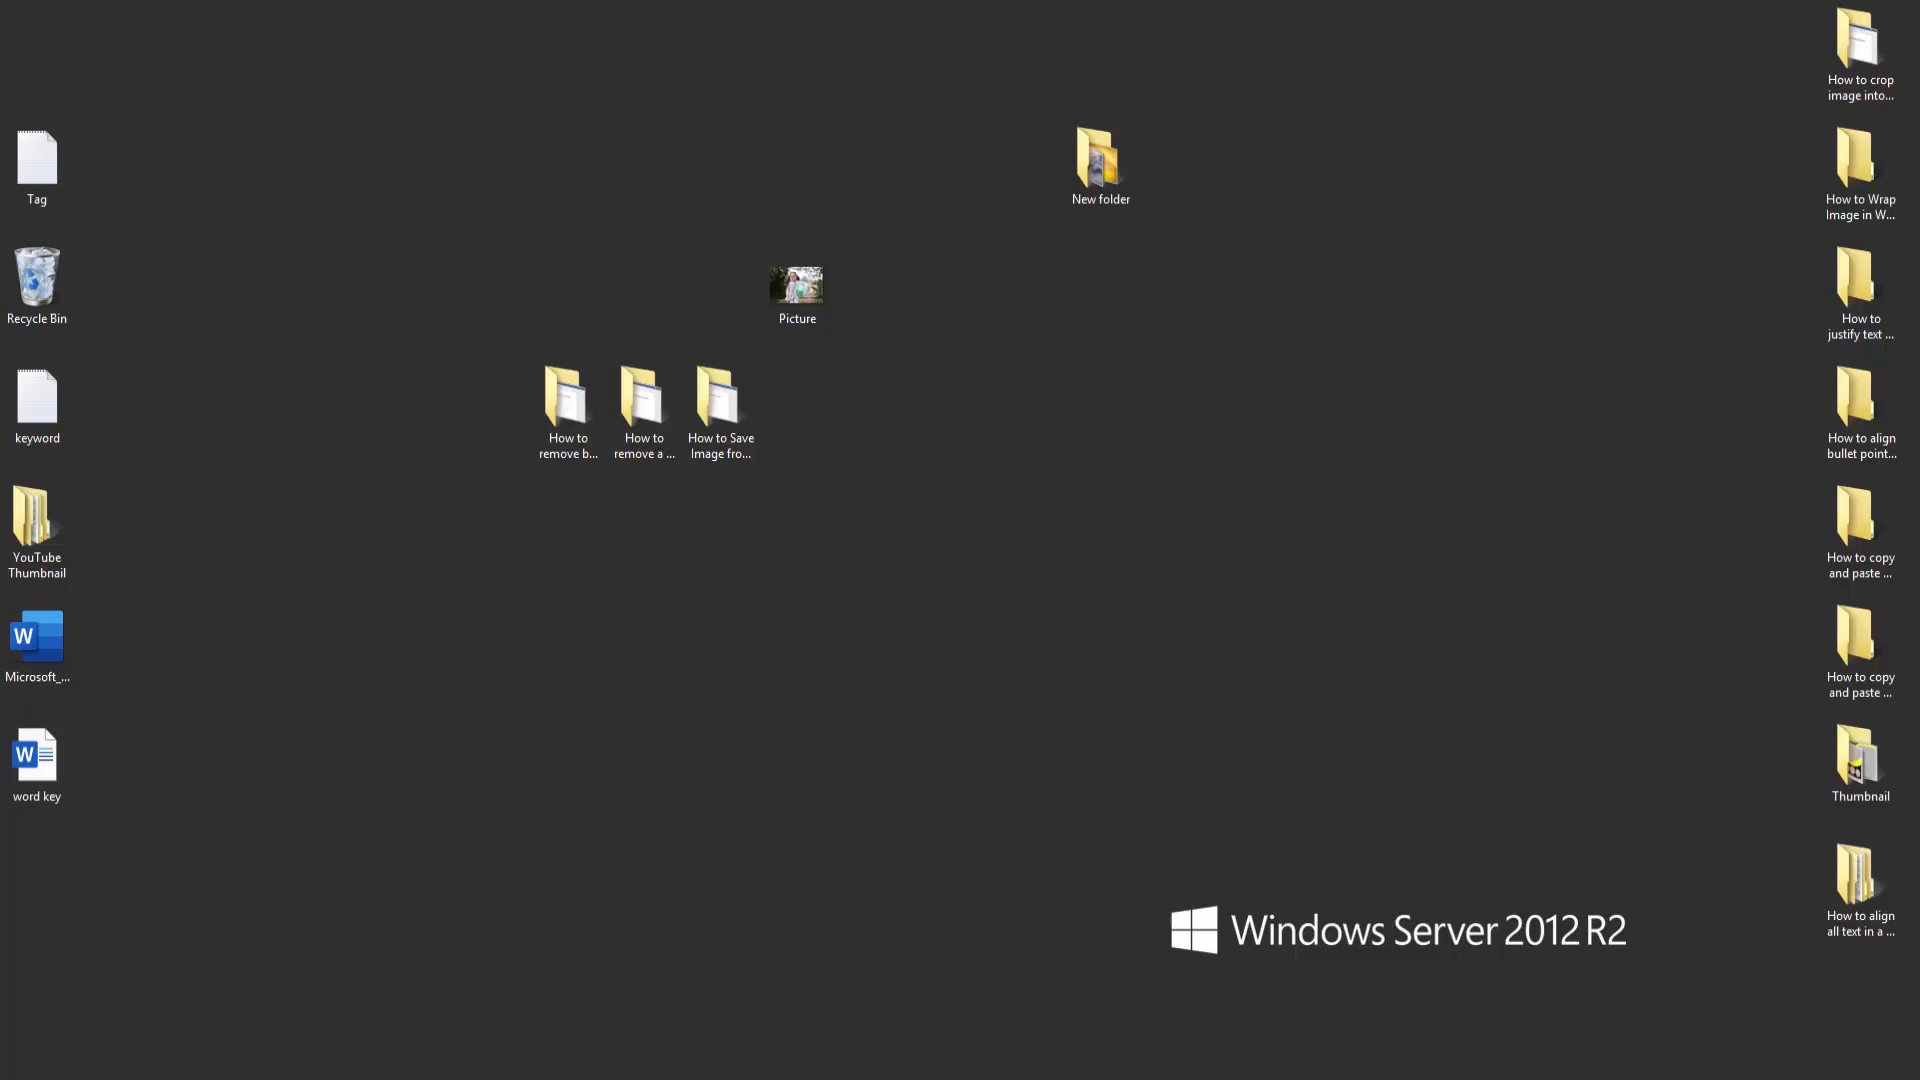 Tag
Recycle Bin
keyword
YouTube
Thumbnail
Microsoft_...
word key
How to
remove b...
How to
remove a ...
How to Save
Image fro...
Picture
New folder
How to crop
image into...
How to Wrap
Image in W...
How to
justify text ...
How to align
bullet point...
How to copy
and paste ...
How to copy
and paste ...
Thumbnail
How to align
all text in a ...
Windows Server 2012 R2